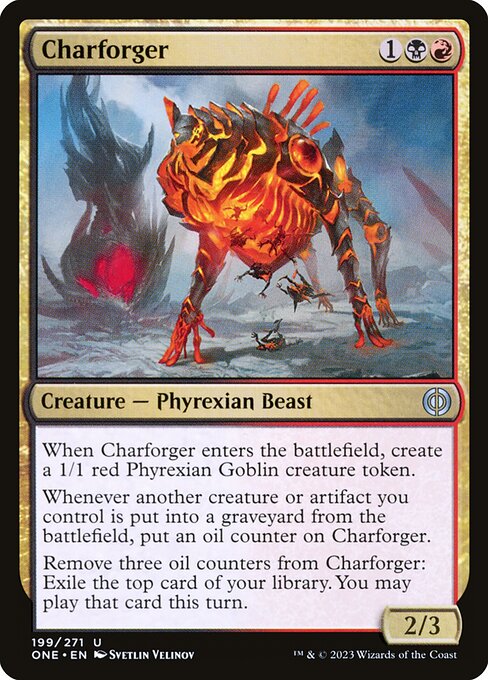 Charforger 1
Creature — Phyrexian Beast
When Charforger enters the battlefield, create
a 1/1 red Phyrexian Goblin creature token.
Whenever another creature or artifact you
control is put into a graveyard from the
battlefield, put an oil counter on Charforger.
Remove three oil counters from Charforger:
Exile the top card of your library. You may
play that card this turn.
2/3
199/271 U
ONE • EN Svetlin Velinov ™ & © 2023 Wizards of the Coast